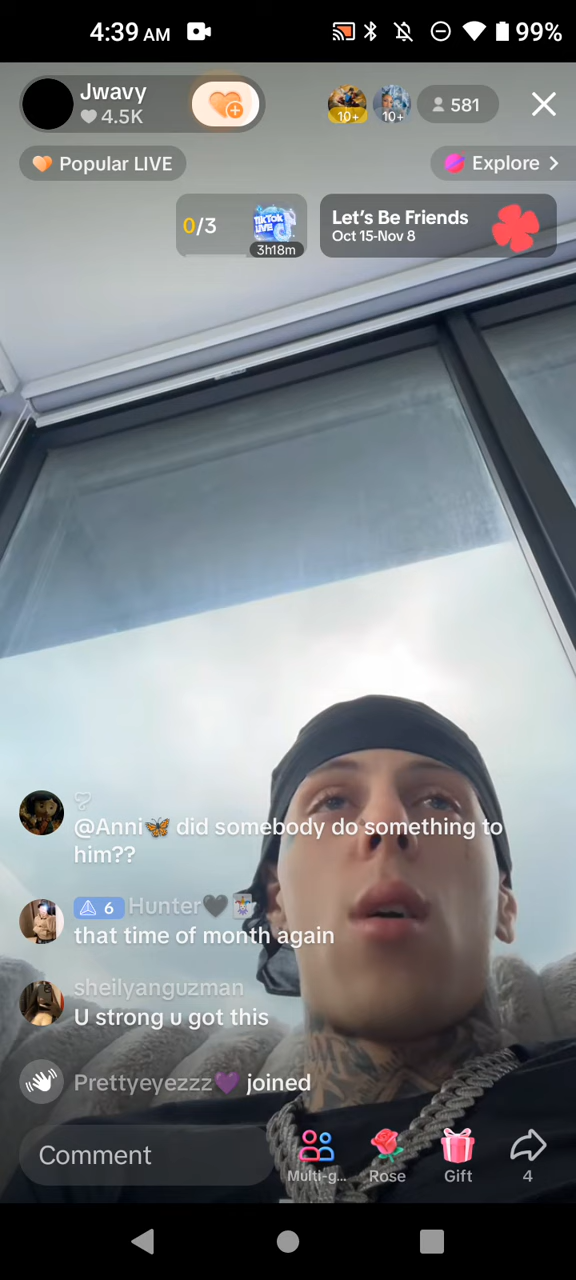 4:39 AM
99%
Jwavy
4.5K
10+
10+
581
Popular LIVE
Explore >
0/3
TikTok LIVE
3h18m
Let's Be Friends
Oct 15-Nov 8
@Anni🦋 did somebody do something to
him??
6 Hunter🖤🃏
that time of month again
sheilyanguzman
U strong u got this
Prettyeyezzz💜 joined
Comment
Multi-g...
Rose
Gift
4